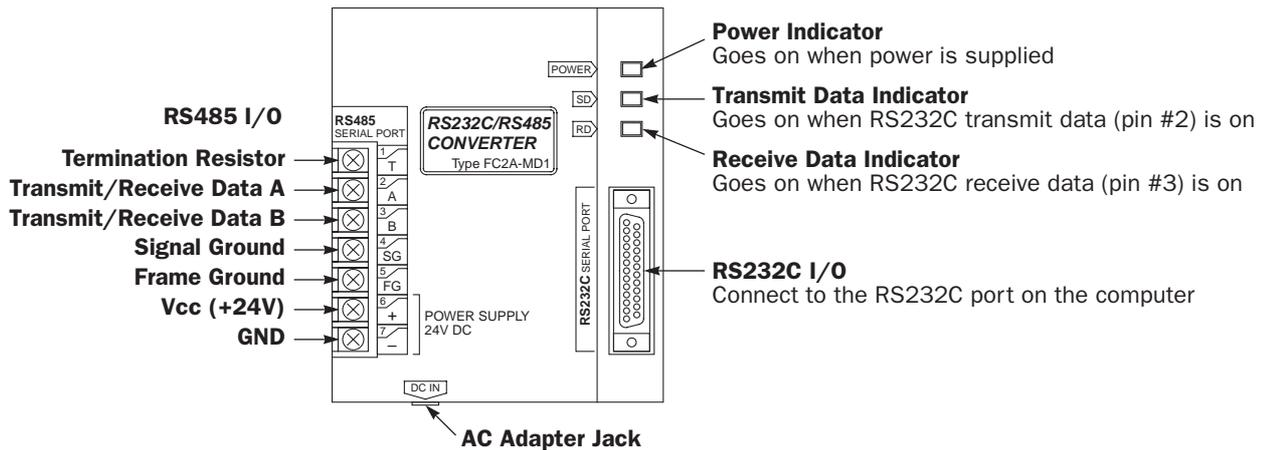 RS485 I/O
Termination Resistor
Transmit/Receive Data A
Transmit/Receive Data B
Signal Ground
Frame Ground
Vcc (+24V)
GND
RS485
SERIAL PORT
1
T
2
A
3
B
4
SG
5
FG
6
+
7
–
POWER SUPPLY
24V DC
RS232C/RS485
CONVERTER
Type FC2A-MD1
POWER
SD
RD
RS232C SERIAL PORT
DC IN
AC Adapter Jack
Power Indicator
Goes on when power is supplied
Transmit Data Indicator
Goes on when RS232C transmit data (pin #2) is on
Receive Data Indicator
Goes on when RS232C receive data (pin #3) is on
RS232C I/O
Connect to the RS232C port on the computer